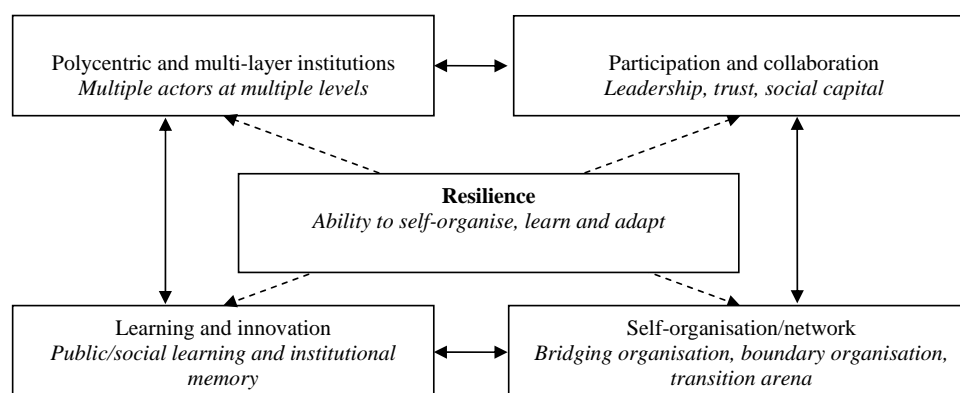 Polycentric and multi-layer institutions
Multiple actors at multiple levels
Participation and collaboration
Leadership, trust, social capital
Resilience
Ability to self-organise, learn and adapt
Learning and innovation
Public/social learning and institutional
memory
Self-organisation/network
Bridging organisation, boundary organisation,
transition arena